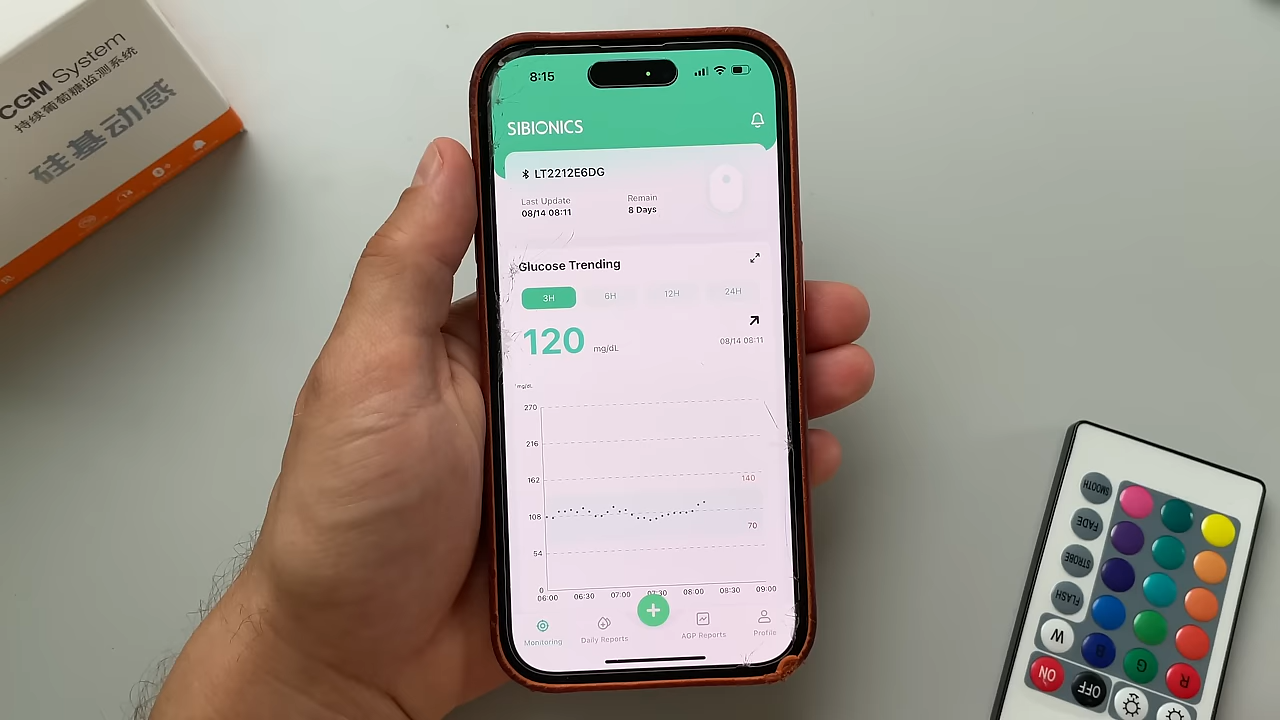 CGM System
持续葡萄糖监测系统
硅基动感
14
8:15
SIBIONICS
LT2212E6DG
Last Update
08/14 08:11
Remain
8 Days
Glucose Trending
3H
6H
12H
24H
120 mg/dL
08/14 08:11
mg/dL
270
216
162
140
108
70
54
0
06:00 06:30 07:00 07:30 08:00 08:30 09:00
+
Monitoring
Daily Reports
AGP Reports
Profile
SMOOTH
FADE
STROBE
FLASH
W
B
G
R
ON
OFF